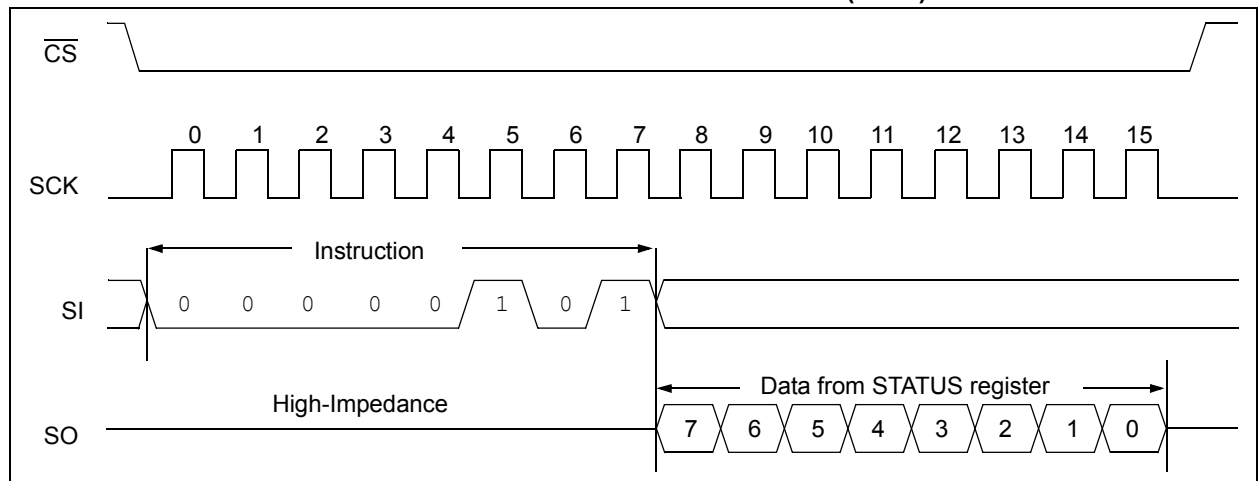 CS
0 1 2 3 4 5 6 7 8 9 10 11 12 13 14 15
SCK
Instruction
SI 0 0 0 0 0 1 0 1
Data from STATUS register
High-Impedance
SO 7 6 5 4 3 2 1 0